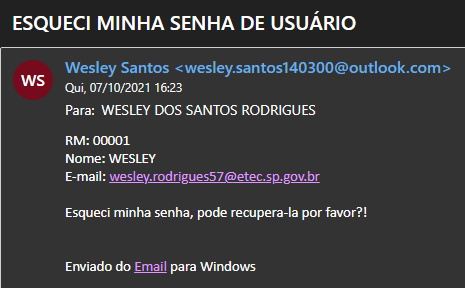 ESQUECI MINHA SENHA DE USUÁRIO
WS
Wesley Santos <wesley.santos140300@outlook.com>
Qui, 07/10/2021 16:23
Para: WESLEY DOS SANTOS RODRIGUES
RM: 00001
Nome: WESLEY
E-mail: wesley.rodrigues57@etec.sp.gov.br
Esqueci minha senha, pode recupera-la por favor?!
Enviado do Email para Windows